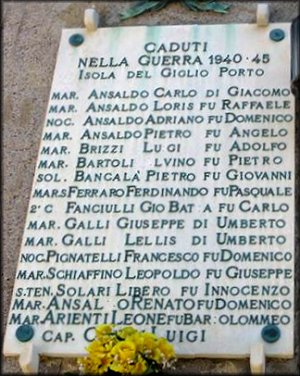 CADUTI
NELLA GUERRA 1940·45
ISOLA DEL GIGLIO PORTO
MAR. ANSALDO CARLO DI GIACOMO
MAR. ANSALDO LORIS FU RAFFAELE
NOC. ANSALDO ADRIANO FU DOMENICO
MAR. ANSALDO PIETRO FU ANGELO
MAR. BRIZZI LUIGI FU ADOLFO
MAR. BARTOLI LVINO FU PIETRO
SOL. BANCALÀ PIETRO FU GIOVANNI
MAR.S. FERRARO FERDINANDO FU PASQUALE
2°C FANCIULLI GIO BAT A FU CARLO
MAR. GALLI GIUSEPPE DI UMBERTO
MAR. GALLI LELLIS DI UMBERTO
NOC. PIGNATELLI FRANCESCO FU DOMENICO
MAR. SCHIAFFINO LEOPOLDO FU GIUSEPPE
S.TEN. SOLARI LIBERO FU INNOCENZO
MAR. ANSAL O RENATO FU DOMENICO
MAR. ARIENTI LEONE FU BAR OLOMMEO
CAP. LUIGI